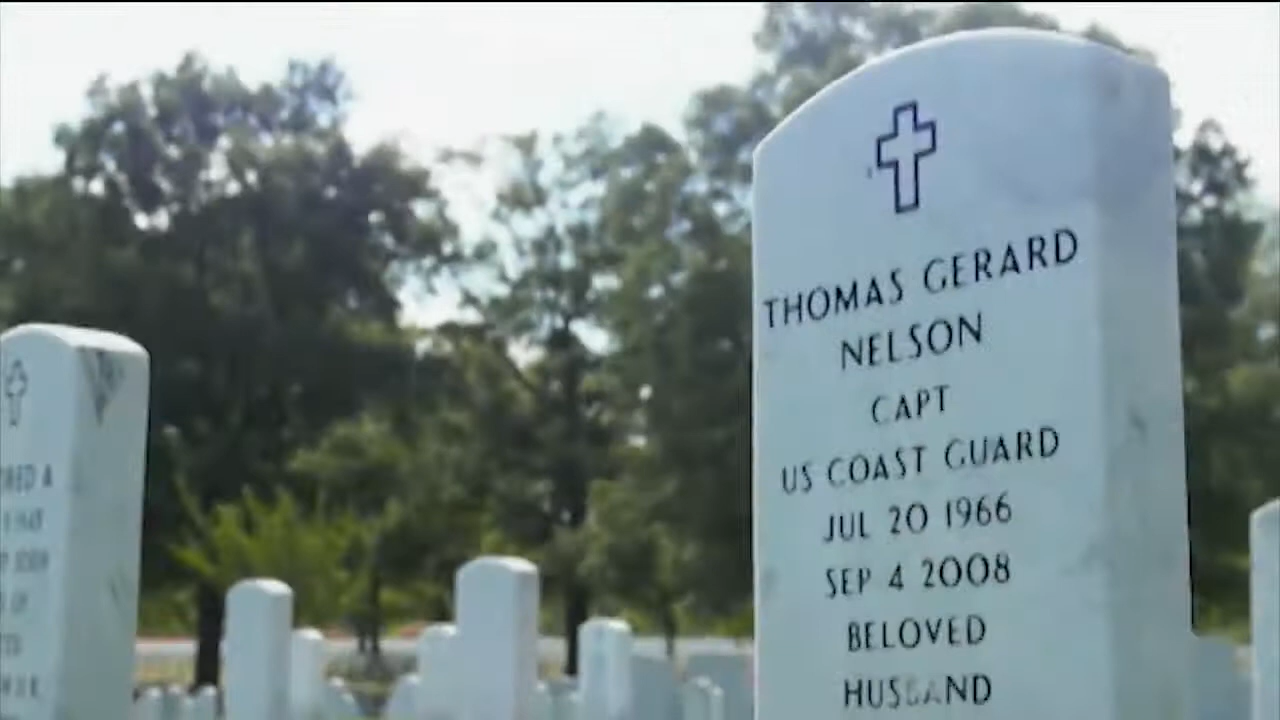 THOMAS GERARD
NELSON
CAPT
US COAST GUARD
JUL 20 1966
SEP 4 2008
BELOVED
HUSBAND